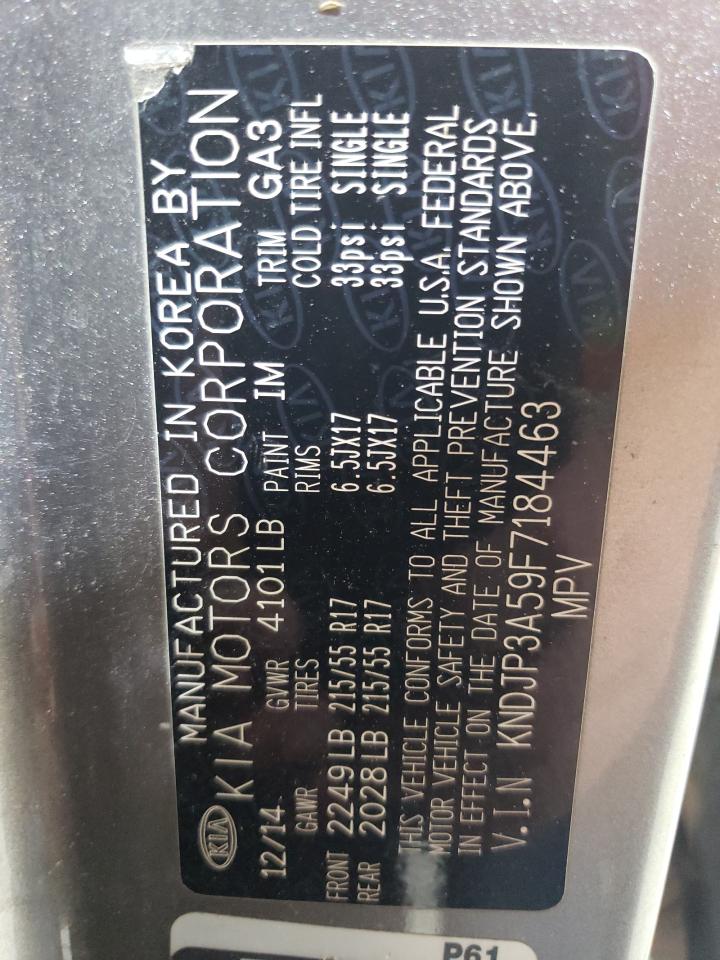 MANUFACTURED IN KOREA BY
KIA KIA MOTORS CORPORATION
12/14 GVWR 4101LB PAINT IM TRIM GA3
GAWR TIRES RIMS COLD TIRE INFL
FRONT 2249LB 215/55 R17 6.5JX17 33psi SINGLE
REAR 2028LB 215/55 R17 6.5JX17 33psi SINGLE
THIS VEHICLE CONFORMS TO ALL APPLICABLE U.S.A. FEDERAL
MOTOR VEHICLE SAFETY AND THEFT PREVENTION STANDARDS
IN EFFECT ON THE DATE OF MANUFACTURE SHOWN ABOVE.
V.I.N KNDJP3A59F7184463
MPV
P61